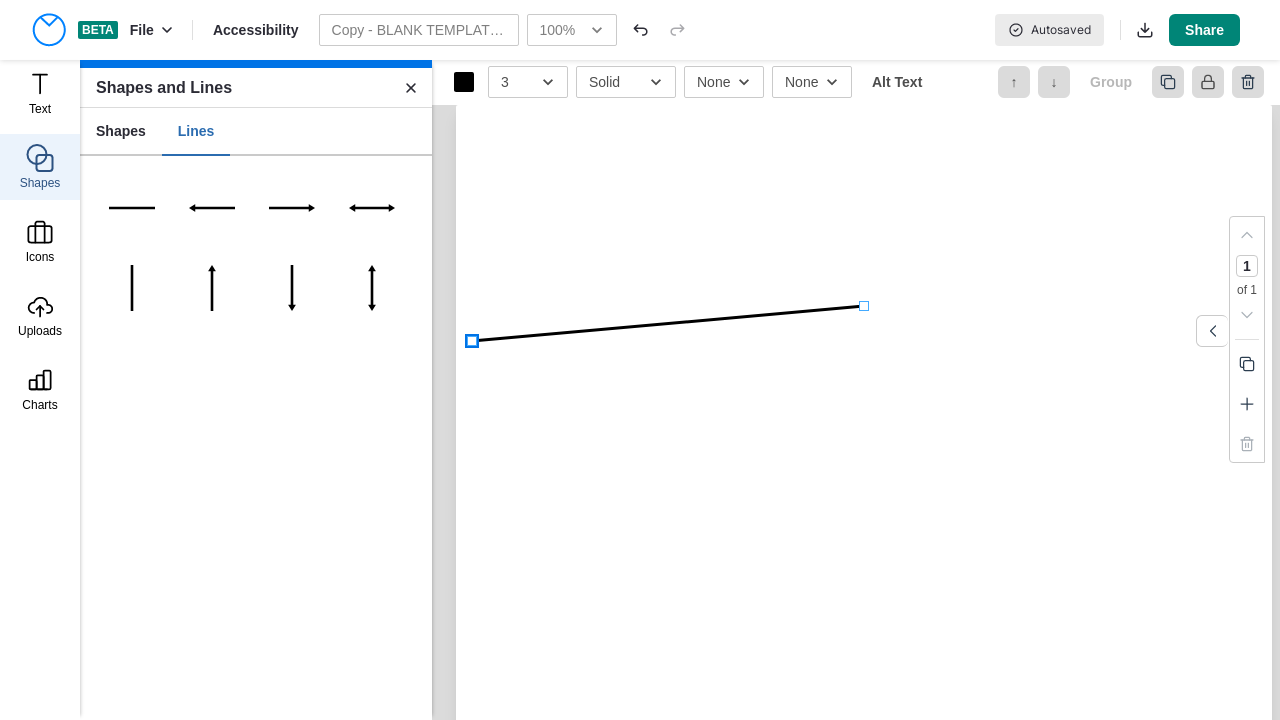 BETA
File
Accessibility
Copy - BLANK TEMPLAT…
100%
Autosaved
Share
Text
Shapes
Icons
Uploads
Charts
Shapes and Lines
Shapes
Lines
3
Solid
None
None
Alt Text
Group
1
of 1